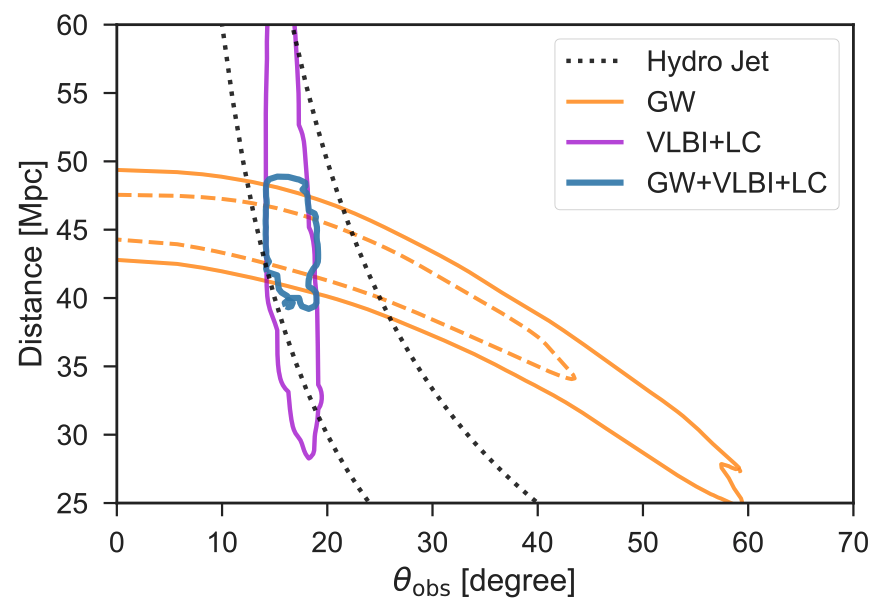 60
55
50
45
40
35
30
25
Distance [Mpc]
Hydro Jet
GW
VLBI+LC
GW+VLBI+LC
0 10 20 30 40 50 60 70
θobs [degree]